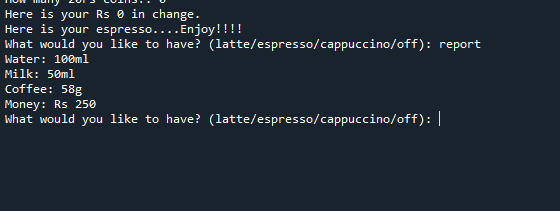 How many 20rs coins.: 0
Here is your Rs 0 in change.
Here is your espresso....Enjoy!!!!
What would you like to have? (latte/espresso/cappuccino/off): report
Water: 100ml
Milk: 50ml
Coffee: 58g
Money: Rs 250
What would you like to have? (latte/espresso/cappuccino/off):